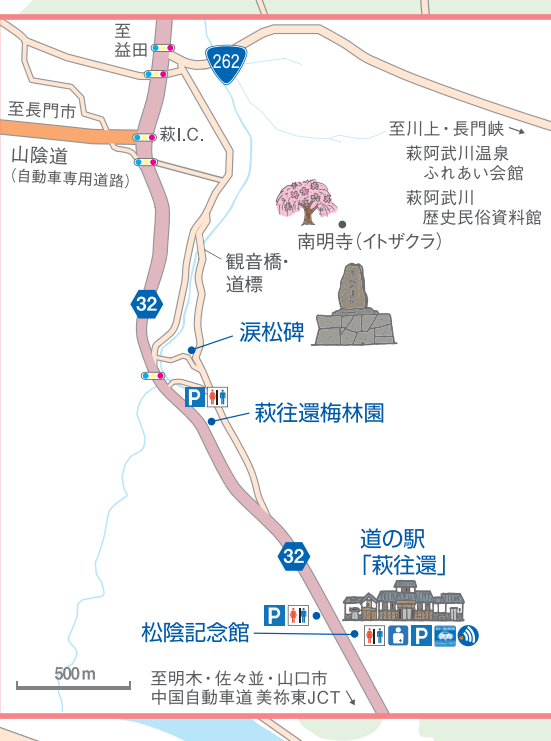 至
益田
262
至長門市
萩I.C.
山陰道
（自動車専用道路）
至川上・長門峡
萩阿武川温泉
ふれあい会館
萩阿武川
歴史民俗資料館
南明寺（イトザクラ）
観音橋・
道標
32
涙松碑
P
萩往還梅林園
道の駅
「萩往還」
32
P
松陰記念館
P
500m
至明木・佐々並・山口市
中国自動車道 美祢東JCT